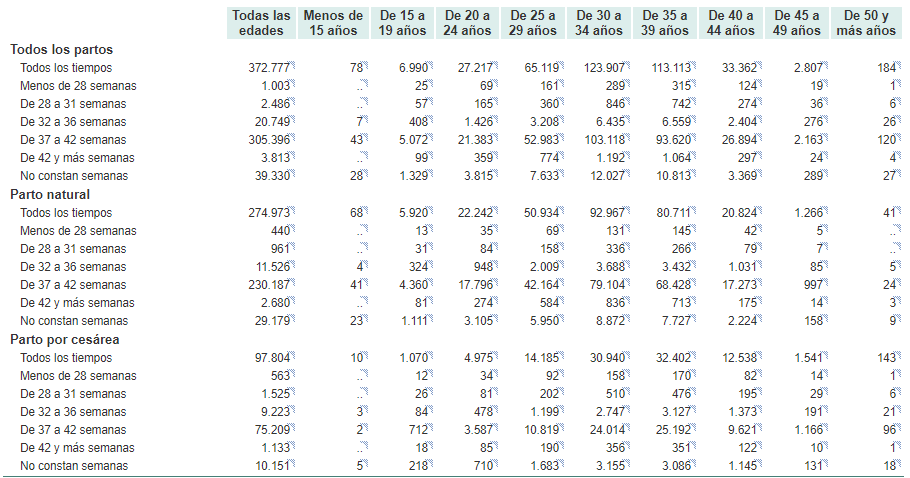 Todas las edades Menos de 15 años De 15 a 19 años De 20 a 24 años De 25 a 29 años De 30 a 34 años De 35 a 39 años De 40 a 44 años De 45 a 49 años De 50 y más años
Todos los partos
Todos los tiempos 372.777 78 6.990 27.217 65.119 123.907 113.113 33.362 2.807 184
Menos de 28 semanas 1.003 .. 25 69 161 289 315 124 19 1
De 28 a 31 semanas 2.486 .. 57 165 360 846 742 274 36 6
De 32 a 36 semanas 20.749 7 408 1.426 3.208 6.435 6.559 2.404 276 26
De 37 a 42 semanas 305.396 43 5.072 21.383 52.983 103.118 93.620 26.894 2.163 120
De 42 y más semanas 3.813 .. 99 359 774 1.192 1.064 297 24 4
No constan semanas 39.330 28 1.329 3.815 7.633 12.027 10.813 3.369 289 27
Parto natural
Todos los tiempos 274.973 68 5.920 22.242 50.934 92.967 80.711 20.824 1.266 41
Menos de 28 semanas 440 .. 13 35 69 131 145 42 5 ..
De 28 a 31 semanas 961 .. 31 84 158 336 266 79 7 ..
De 32 a 36 semanas 11.526 4 324 948 2.009 3.688 3.432 1.031 85 5
De 37 a 42 semanas 230.187 41 4.360 17.796 42.164 79.104 68.428 17.273 997 24
De 42 y más semanas 2.680 .. 81 274 584 836 713 175 14 3
No constan semanas 29.179 23 1.111 3.105 5.950 8.872 7.727 2.224 158 9
Parto por cesárea
Todos los tiempos 97.804 10 1.070 4.975 14.185 30.940 32.402 12.538 1.541 143
Menos de 28 semanas 563 .. 12 34 92 158 170 82 14 1
De 28 a 31 semanas 1.525 .. 26 81 202 510 476 195 29 6
De 32 a 36 semanas 9.223 3 84 478 1.199 2.747 3.127 1.373 191 21
De 37 a 42 semanas 75.209 2 712 3.587 10.819 24.014 25.192 9.621 1.166 96
De 42 y más semanas 1.133 .. 18 85 190 356 351 122 10 1
No constan semanas 10.151 5 218 710 1.683 3.155 3.086 1.145 131 18